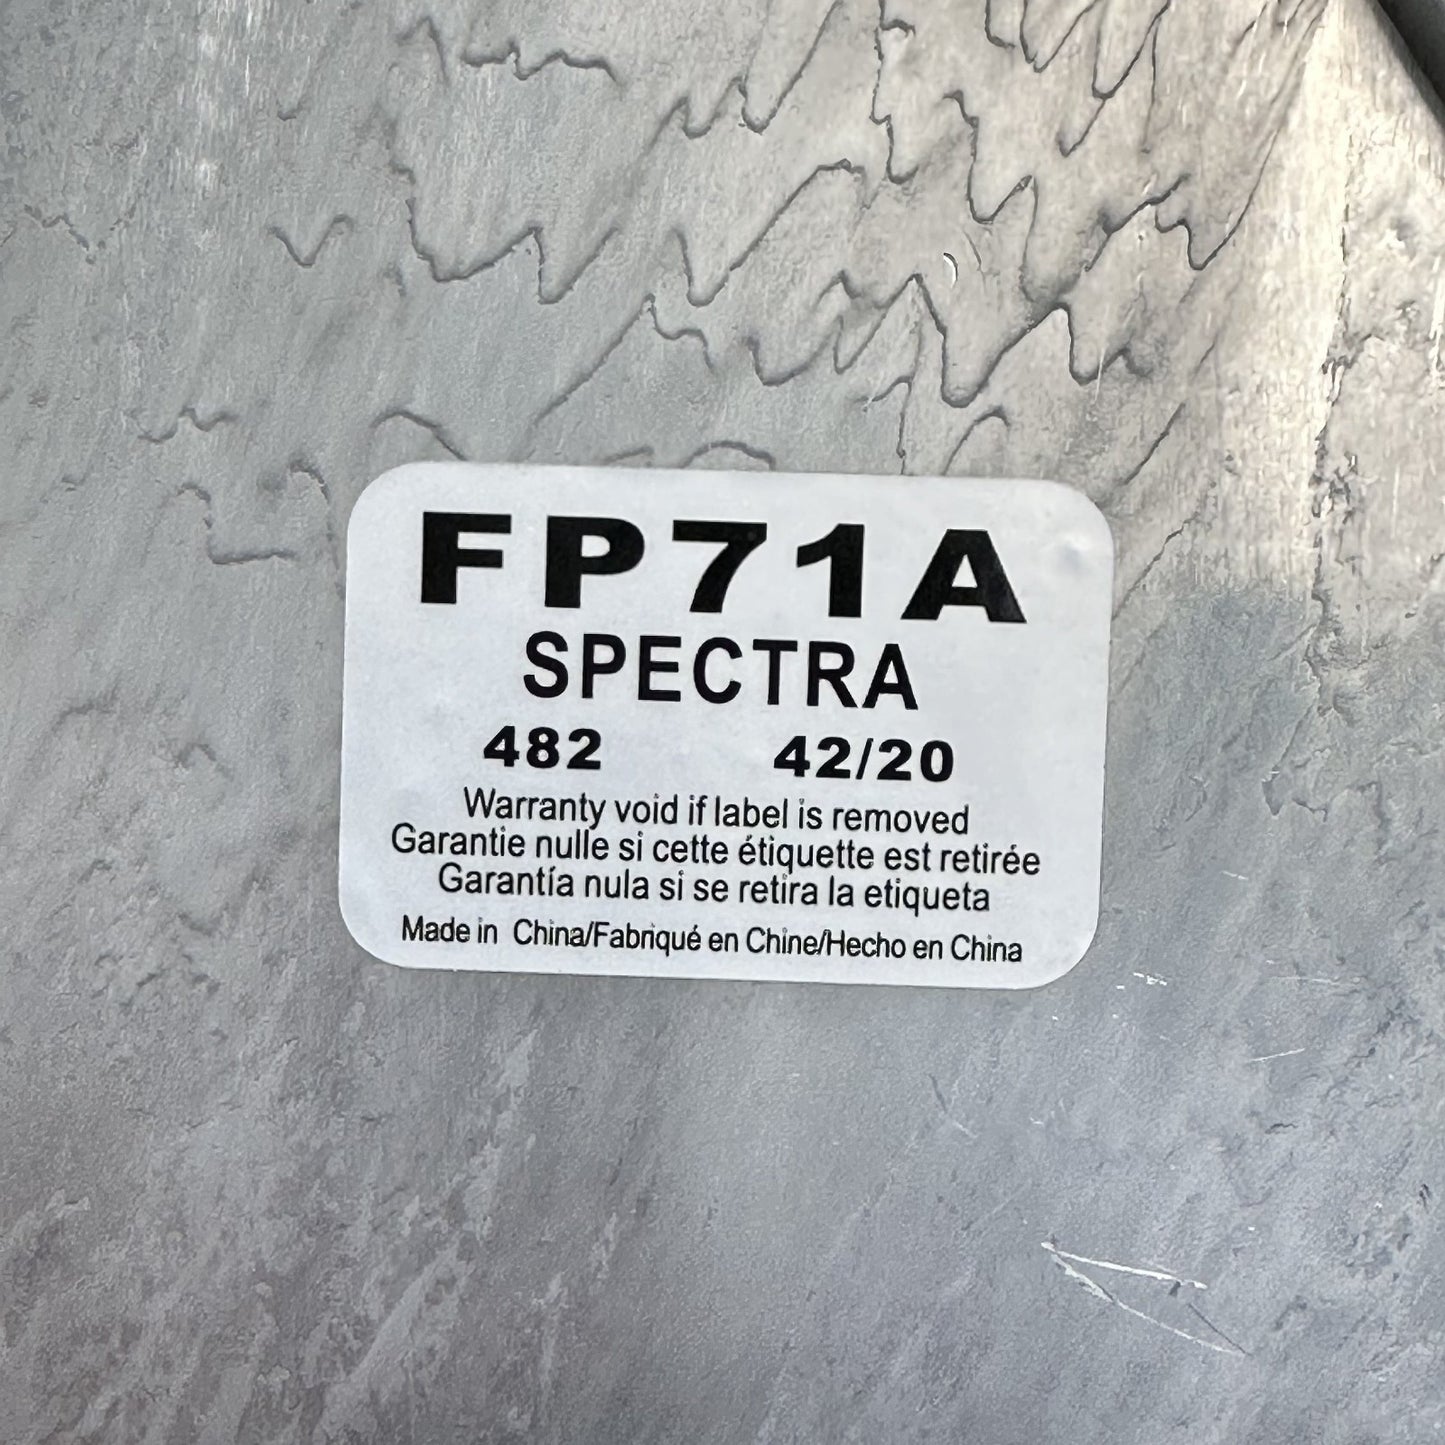 FP71A
SPECTRA
482 42/20
Warranty void if label is removed
Garantie nulle si cette étiquette est retirée
Garantía nula si se retira la etiqueta
Made in China/Fabriqué en Chine/Hecho en China